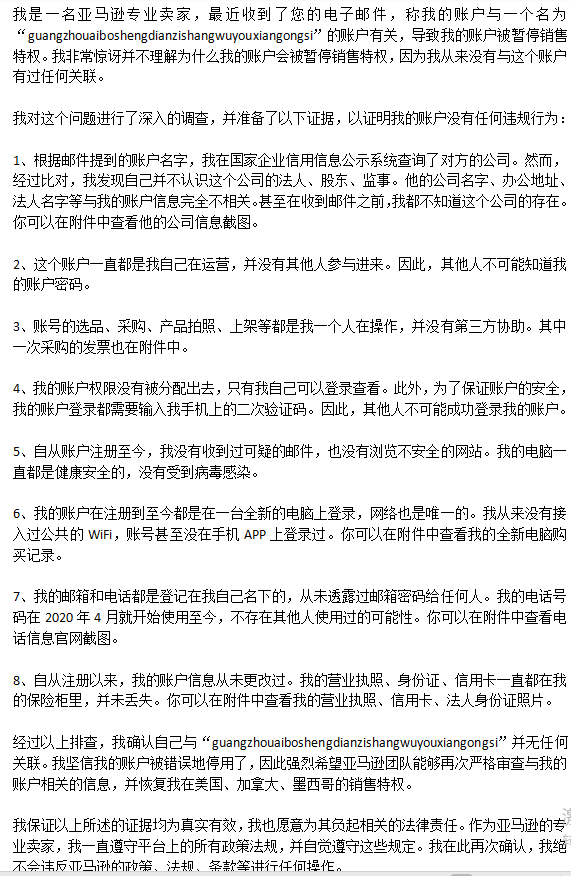 我是一名亚马逊专业卖家，最近收到了您的电子邮件，称我的账户与一个名为
“guangzhouaiboshengdianzishangwuyouxiangongsi”的账户有关，导致我的账户被暂停销售
特权。我非常惊讶并不理解为什么我的账户会被暂停销售特权，因为我从来没有与这个账户
有过任何关联。
我对这个问题进行了深入的调查，并准备了以下证据，以证明我的账户没有任何违规行为：
1、根据邮件提到的账户名字，我在国家企业信用信息公示系统查询了对方的公司。然而，
经过比对，我发现自己并不认识这个公司的法人、股东、监事。他的公司名字、办公地址、
法人名字等与我的账户信息完全不相关。甚至在收到邮件之前，我都不知道这个公司的存在。
你可以在附件中查看他的公司信息截图。
2、这个账户一直都是我自己在运营，并没有其他人参与进来。因此，其他人不可能知道我
的账户密码。
3、账号的选品、采购、产品拍照、上架等都是我一个人在操作，并没有第三方协助。其中
一次采购的发票也在附件中。
4、我的账户权限没有被分配出去，只有我自己可以登录查看。此外，为了保证账户的安全，
我的账户登录都需要输入我手机上的二次验证码。因此，其他人不可能成功登录我的账户。
5、自从账户注册至今，我没有收到过可疑的邮件，也没有浏览不安全的网站。我的电脑一
直都是健康安全的，没有受到病毒感染。
6、我的账户在注册到至今都是在一台全新的电脑上登录，网络也是唯一的。我从来没有接
入过公共的 WiFi，账号甚至没在手机 APP 上登录过。你可以在附件中查看我的全新电脑购
买记录。
7、我的邮箱和电话都是登记在我自己名下的，从未透露过邮箱密码给任何人。我的电话号
码在 2020 年 4 月就开始使用至今，不存在其他人使用过的可能性。你可以在附件中查看电
话信息官网截图。
8、自从注册以来，我的账户信息从未更改过。我的营业执照、身份证、信用卡一直都在我
的保险柜里，并未丢失。你可以在附件中查看我的营业执照、信用卡、法人身份证照片。
经过以上排查，我确认自己与“guangzhouaiboshengdianzishangwuyouxiangongsi”并无任何
关联。我坚信我的账户被错误地停用了，因此强烈希望亚马逊团队能够再次严格审查与我的
账户相关的信息，并恢复我在美国、加拿大、墨西哥的销售特权。
我保证以上所述的证据均为真实有效，我也愿意为其负起相关的法律责任。作为亚马逊的专
业卖家，我一直遵守平台上的所有政策法规，并自觉遵守这些规定。我在此再次确认，我绝
不会违反亚马逊的政策、法规、条款等进行任何操作。